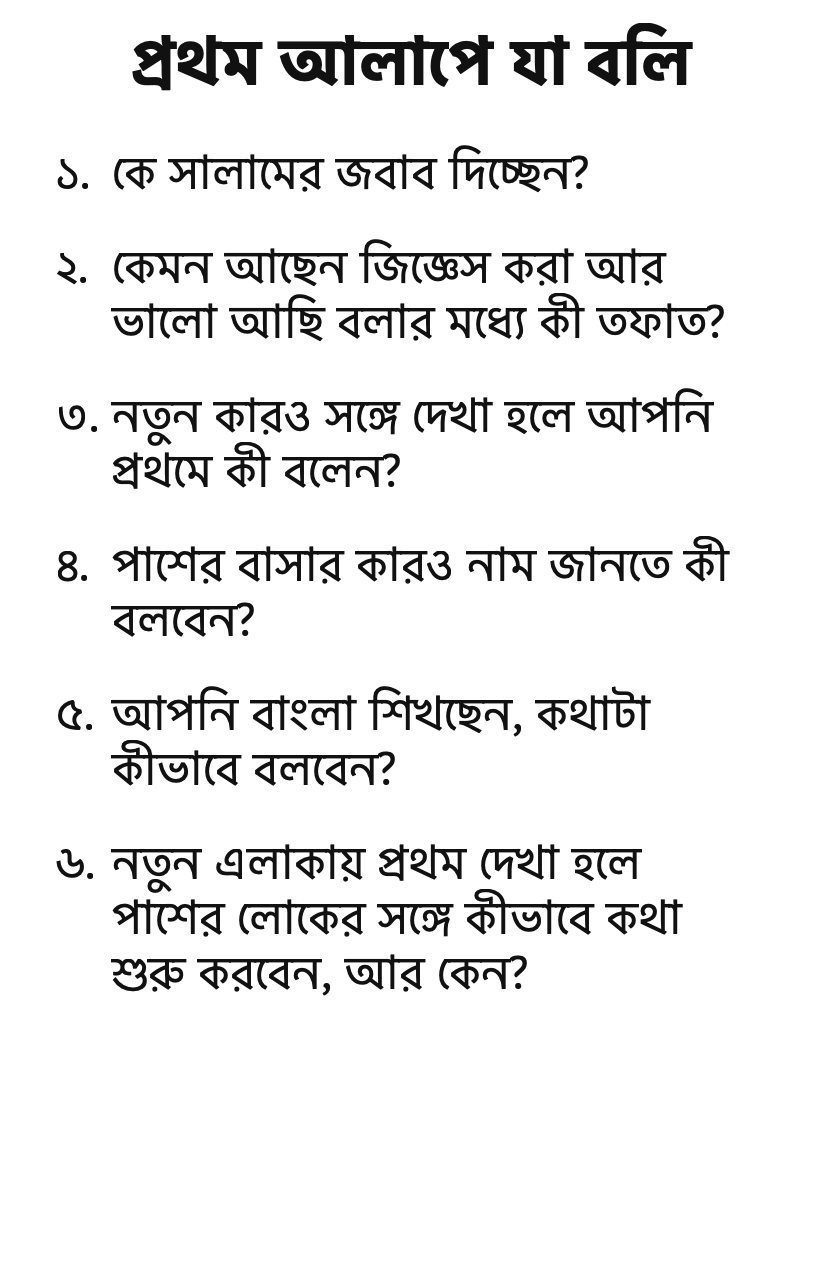 প্রথম আলাপে যা বলি
১. কে সালামের জবাব দিচ্ছেন?
২. কেমন আছেন জিজ্ঞেস করা আর
ভালো আছি বলার মধ্যে কী তফাত?
৩. নতুন কারও সঙ্গে দেখা হলে আপনি
প্রথমে কী বলেন?
৪. পাশের বাসার কারও নাম জানতে কী
বলবেন?
৫. আপনি বাংলা শিখছেন, কথাটা
কীভাবে বলবেন?
৬. নতুন এলাকায় প্রথম দেখা হলে
পাশের লোকের সঙ্গে কীভাবে কথা
শুরু করবেন, আর কেন?